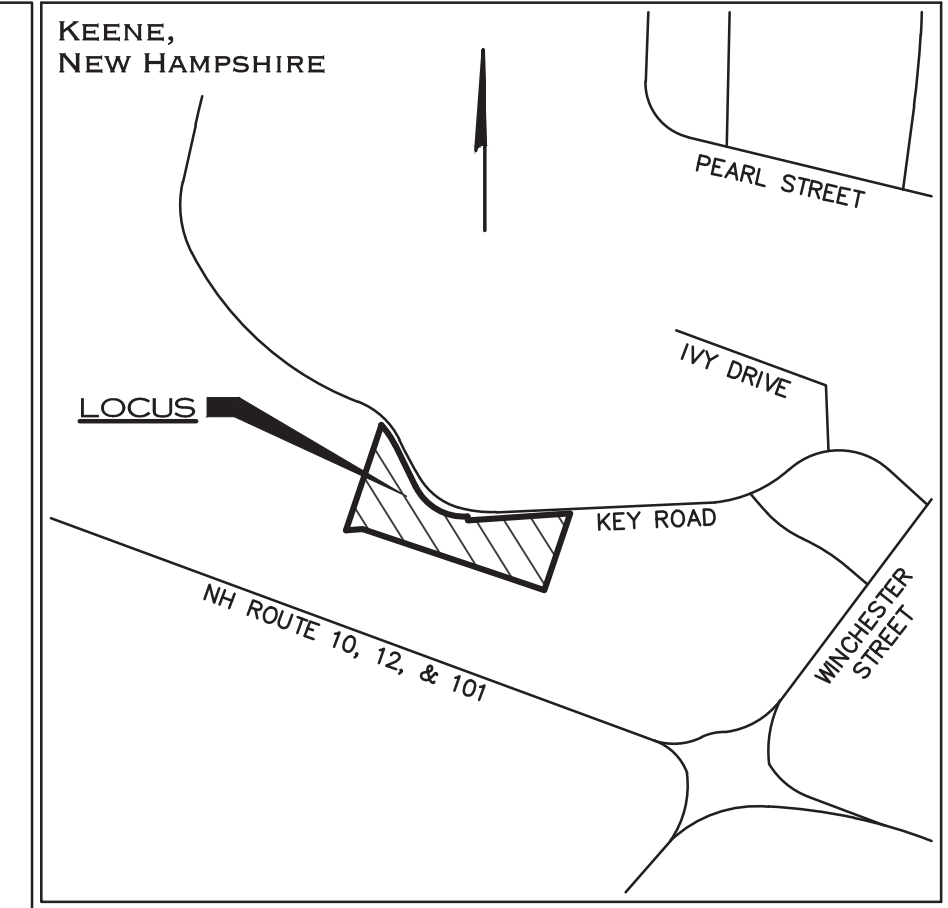 KEENE,
NEW HAMPSHIRE
PEARL STREET
IVY DRIVE
LOCUS
KEY ROAD
WINCHESTER
STREET
NH ROUTE 10, 12, & 101